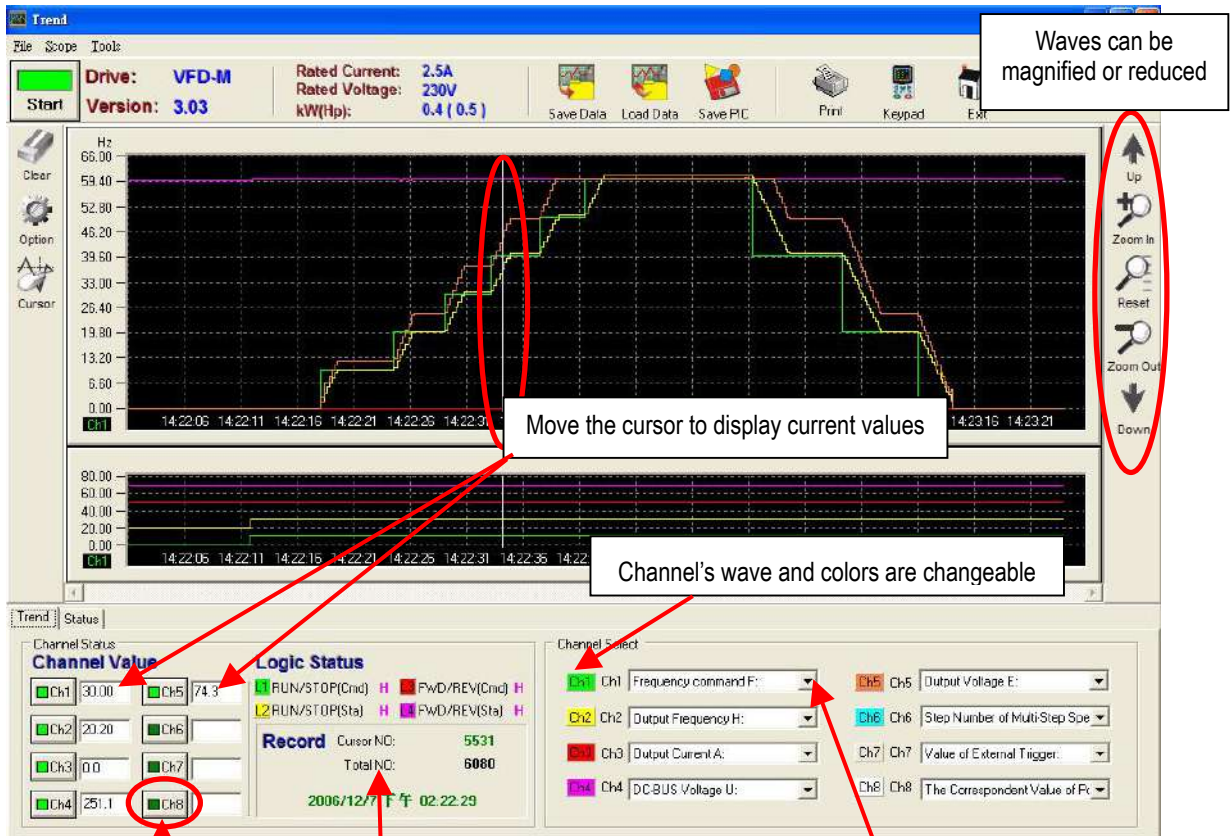 Trend
File Scope Tools
Waves can be
magnified or reduced
Start
Drive: VFD-M
Version: 3.03
Rated Current: 2.5A
Rated Voltage: 230V
kW(Hp): 0.4 ( 0.5 )
Save Data Load Data Save PIC Print Keypad Exit
Clear
Option
Cursor
Hz
66.00
59.40
52.80
46.20
39.60
33.00
26.40
19.80
13.20
6.60
0.00
Ch1
14:22:06 14:22:11 14:22:16 14:22:21 14:22:26 14:22:31
14:23:16 14:23:21
Up
Zoom In
Reset
Zoom Out
Down
Move the cursor to display current values
80.00
60.00
40.00
20.00
0.00
Ch1
14:22:06 14:22:11 14:22:16 14:22:21 14:22:26 14:22:31 14:22:36 14:22
Channel's wave and colors are changeable
Trend Status
Channel Status
Channel Value
Ch1 30.00 Ch5 74.3
Ch2 20.20 Ch6
Ch3 0.0 Ch7
Ch4 251.1 Ch8
Logic Status
L1 RUN/STOP(Cmd) H L3 FWD/REV(Cmd) H
L2 RUN/STOP(Sta) H L4 FWD/REV(Sta) H
Record Cursor NO: 5531
Total NO: 6080
2006/12/7 下午 02:22:29
Channel Select
Ch1 Ch1 Frequency command F: Ch5 Ch5 Output Voltage E:
Ch2 Ch2 Output Frequency H: Ch6 Ch6 Step Number of Multi-Step Spe
Ch3 Ch3 Output Current A: Ch7 Ch7 Value of External Trigger:
Ch4 Ch4 DC-BUS Voltage U: Ch8 Ch8 The Correspondent Value of Pc